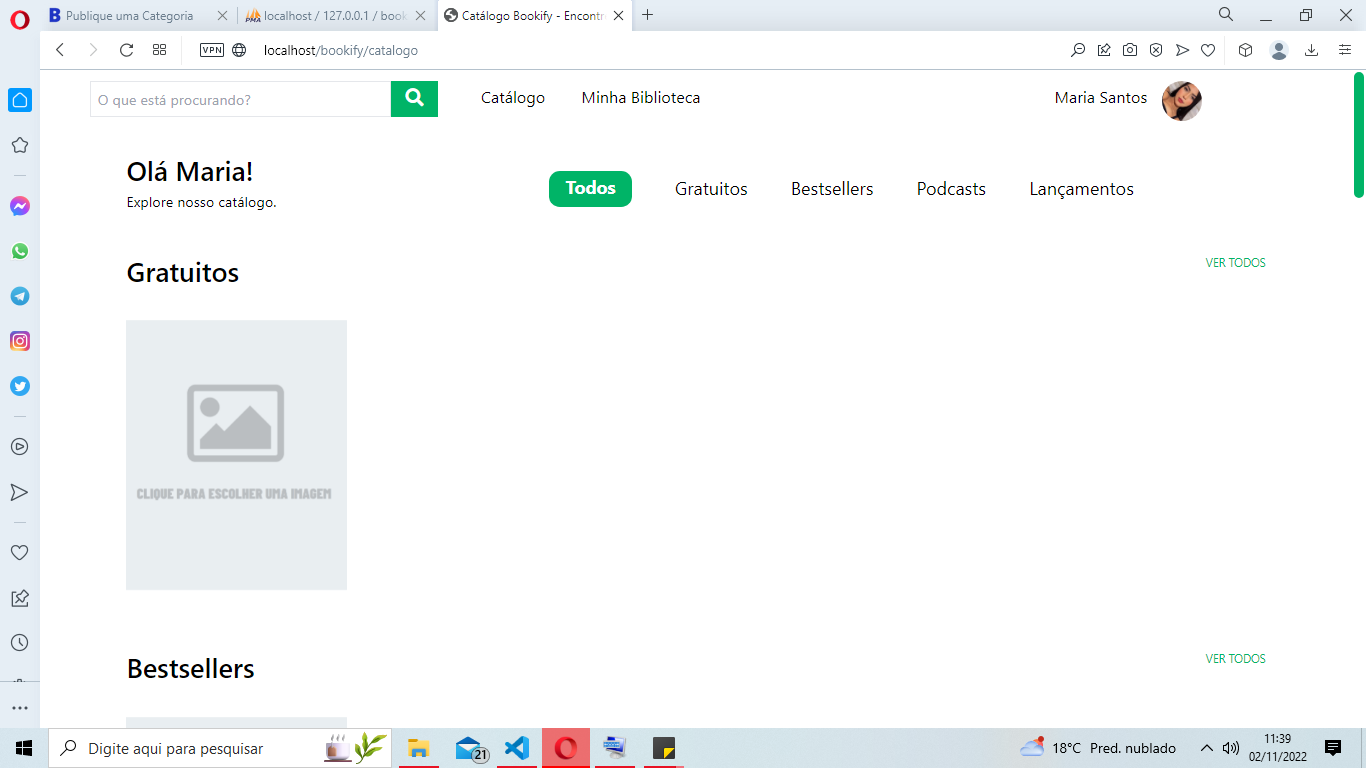 Publique uma Categoria
localhost / 127.0.0.1 / book
Catálogo Bookify - Encontr
VPN
localhost/bookify/catalogo
O que está procurando?
Catálogo
Minha Biblioteca
Maria Santos
Olá Maria!
Explore nosso catálogo.
Todos
Gratuitos
Bestsellers
Podcasts
Lançamentos
Gratuitos
VER TODOS
CLIQUE PARA ESCOLHER UMA IMAGEM
Bestsellers
VER TODOS
Digite aqui para pesquisar
21
18°C Pred. nublado
11:39
02/11/2022